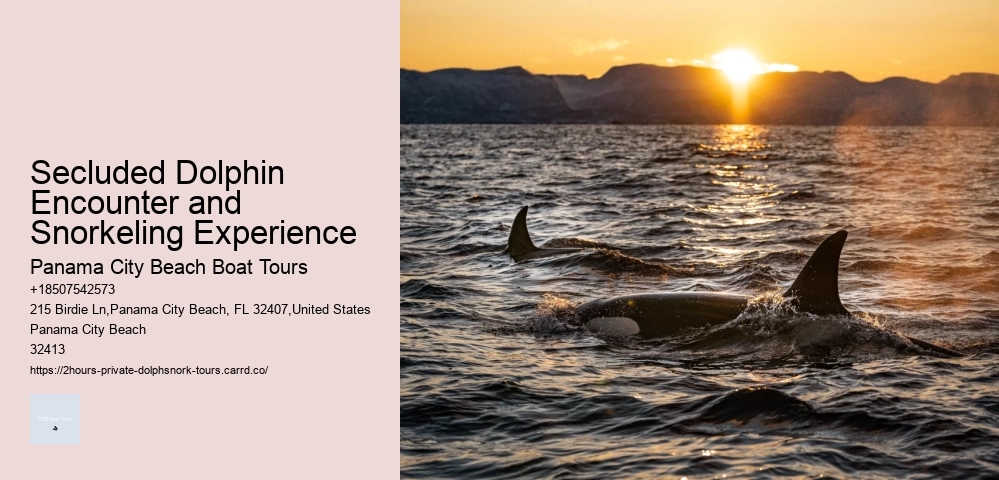 Secluded Dolphin
Encounter and
Snorkeling Experience
Panama City Beach Boat Tours
+18507542573
215 Birdie Ln,Panama City Beach, FL 32407,United States
Panama City Beach
32413
https://2hours-private-dolphsnork-tours.carrd.co/